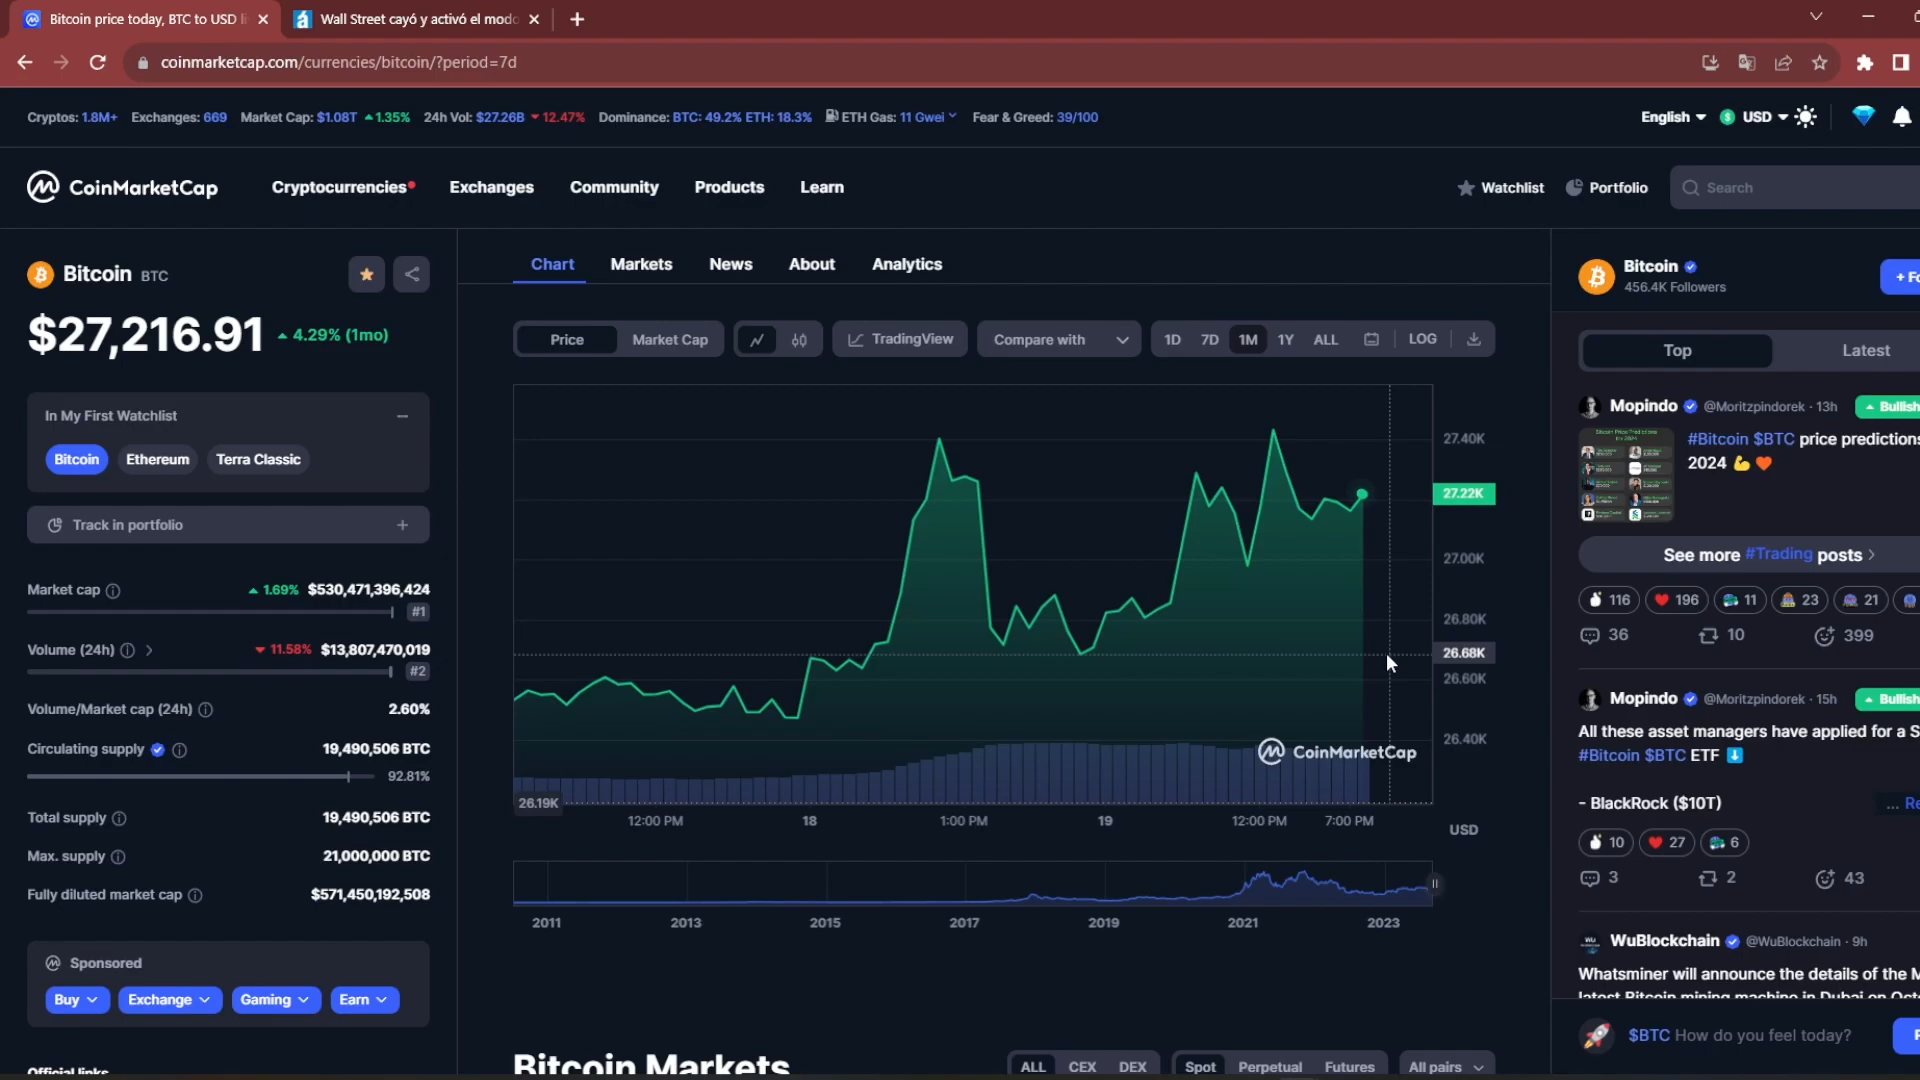 Bitcoin price today, BTC to USD li
Wall Street cayó y activó el modo
coinmarketcap.com/currencies/bitcoin/?period=7d
Cryptos: 1.8M+ Exchanges: 669 Market Cap: $1.08T 1.35% 24h Vol: $27.26B 12.47% Dominance: BTC: 49.2% ETH: 18.3% ETH Gas: 11 Gwei Fear & Greed: 39/100
English USD
CoinMarketCap
Cryptocurrencies Exchanges Community Products Learn
Watchlist Portfolio Search
Bitcoin BTC
$27,216.91 4.29% (1mo)
In My First Watchlist
Bitcoin Ethereum Terra Classic
Track in portfolio
Market cap 1.69% $530,471,396,424
#1
Volume (24h) 11.58% $13,807,470,019
#2
Volume/Market cap (24h) 2.60%
Circulating supply 19,490,506 BTC
92.81%
Total supply 19,490,506 BTC
Max. supply 21,000,000 BTC
Fully diluted market cap $571,450,192,508
Sponsored
Buy Exchange Gaming Earn
Official links
Chart Markets News About Analytics
Price Market Cap TradingView Compare with 1D 7D 1M 1Y ALL LOG
27.40K
27.22K
27.00K
26.80K
26.68K
26.60K
26.40K
CoinMarketCap
26.19K
12:00 PM 18 1:00 PM 19 12:00 PM 7:00 PM
USD
2011 2013 2015 2017 2019 2021 2023
Bitcoin Markets
ALL CEX DEX Spot Perpetual Futures All pairs
Bitcoin
456.4K Followers
+ Fo
Top Latest
Mopindo @Moritzpindorek · 13h Bullish
#Bitcoin $BTC price predictions
2024
See more #Trading posts
116 196 11 23 21
36 10 399
Mopindo @Moritzpindorek · 15h Bullish
All these asset managers have applied for a S
#Bitcoin $BTC ETF
- BlackRock ($10T)
... Re
10 27 6
3 2 43
WuBlockchain @WuBlockchain · 9h
Whatsminer will announce the details of the M
latest Bitcoin mining machine in Dubai on Oct
$BTC How do you feel today?
P